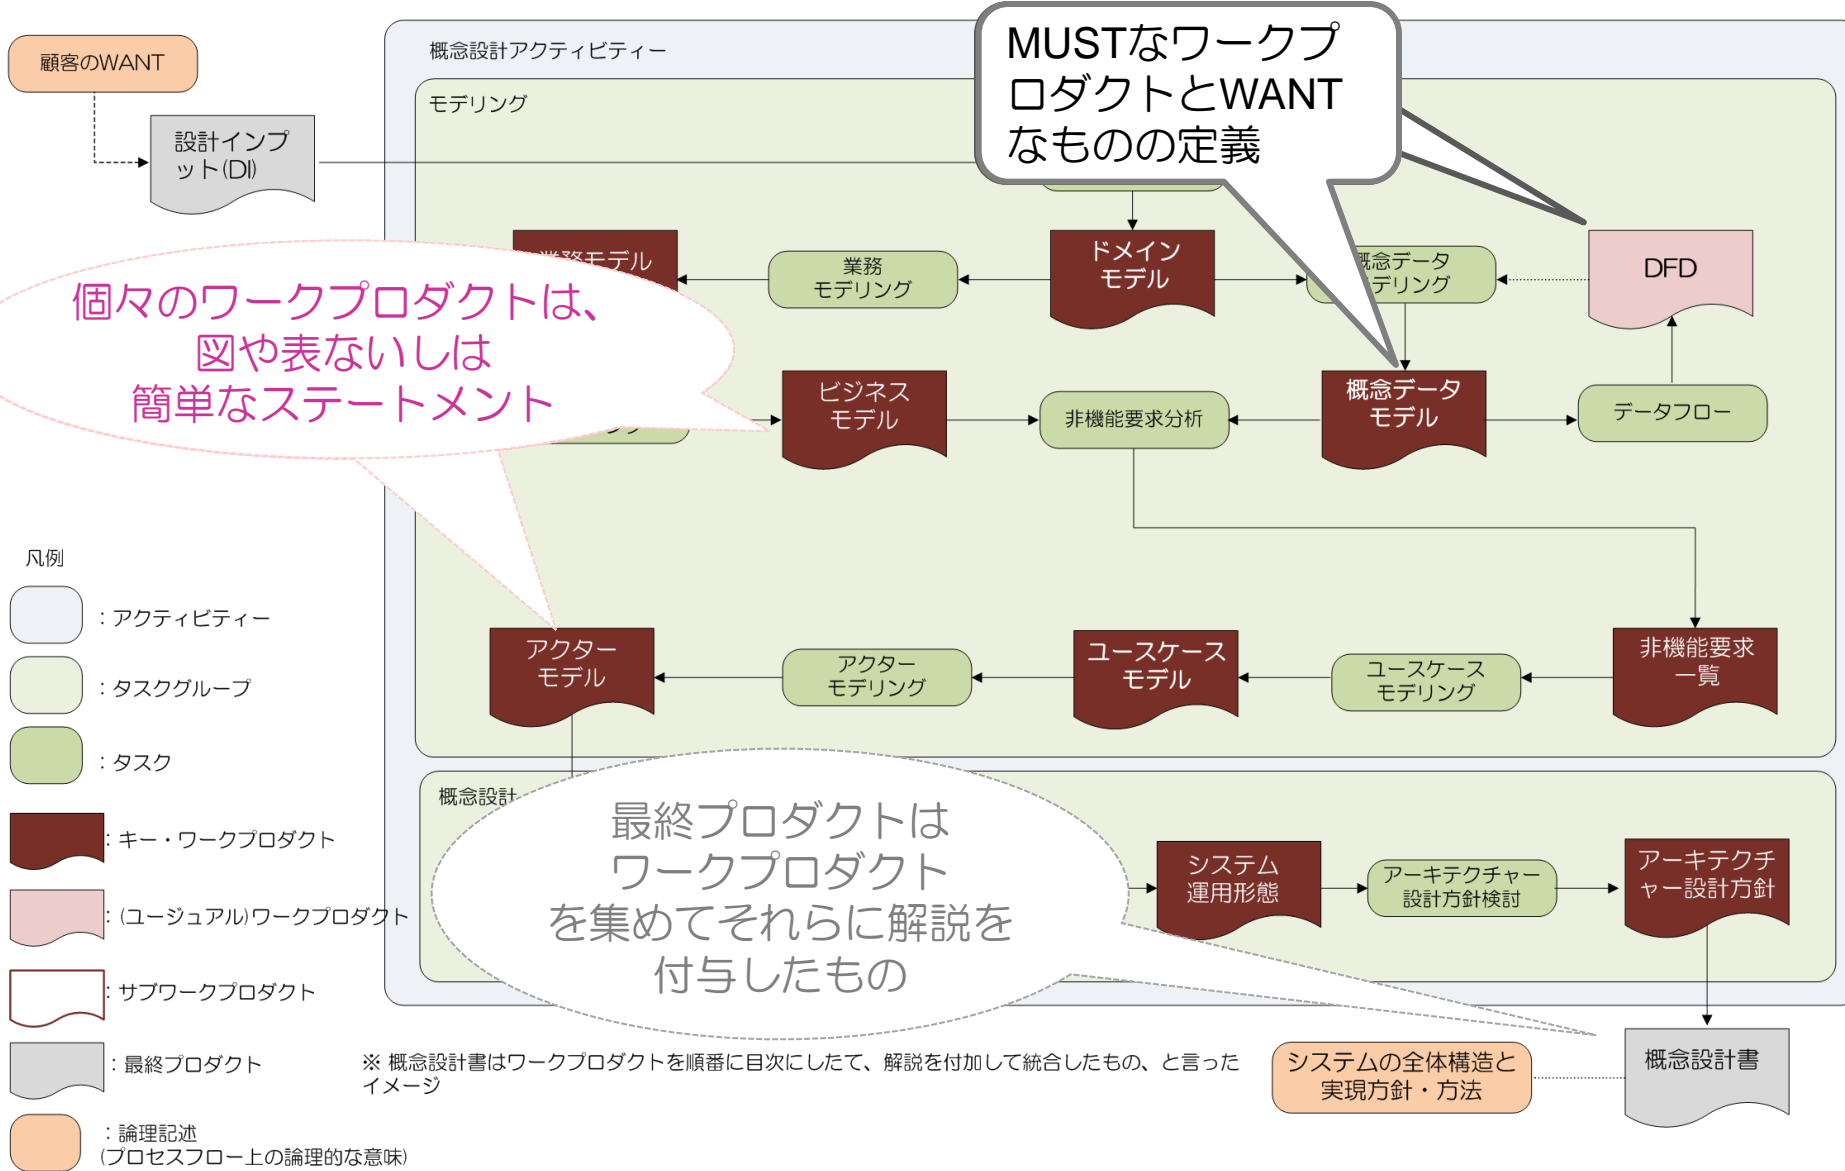 顧客のWANT
設計インプ
ット(DI)
概念設計アクティビティー
モデリング
MUSTなワークプ
ロダクトとWANT
なものの定義
業務モデル
業務
モデリング
ドメイン
モデル
概念データ
モデリング
DFD
個々のワークプロダクトは、
図や表ないしは
簡単なステートメント
ビジネス
モデル
非機能要求分析
概念データ
モデル
データフロー
アクター
モデル
アクター
モデリング
ユースケース
モデル
ユースケース
モデリング
非機能要求
一覧
概念設計
最終プロダクトは
ワークプロダクト
を集めてそれらに解説を
付与したもの
システム
運用形態
アーキテクチャー
設計方針検討
アーキテクチ
ャー設計方針
概念設計書
システムの全体構造と
実現方針・方法
※ 概念設計書はワークプロダクトを順番に目次にしたて、解説を付加して統合したもの、と言った
イメージ
凡例
：アクティビティー
：タスクグループ
：タスク
：キー・ワークプロダクト
：(ユージュアル)ワークプロダクト
：サブワークプロダクト
：最終プロダクト
：論理記述
(プロセスフロー上の論理的な意味)